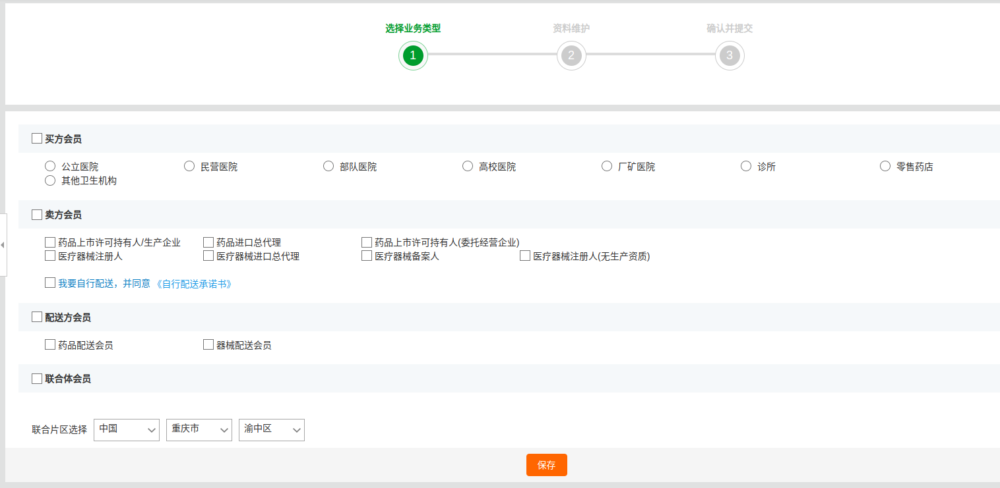 选择业务类型 资料维护 确认并提交
1 2 3
买方会员
公立医院 民营医院 部队医院 高校医院 厂矿医院 诊所 零售药店
其他卫生机构
卖方会员
药品上市许可持有人/生产企业 药品进口总代理 药品上市许可持有人(委托经营企业)
医疗器械注册人 医疗器械进口总代理 医疗器械备案人 医疗器械注册人(无生产资质)
我要自行配送，并同意《自行配送承诺书》
配送方会员
药品配送会员 器械配送会员
联合体会员
联合片区选择 中国 重庆市 渝中区
保存